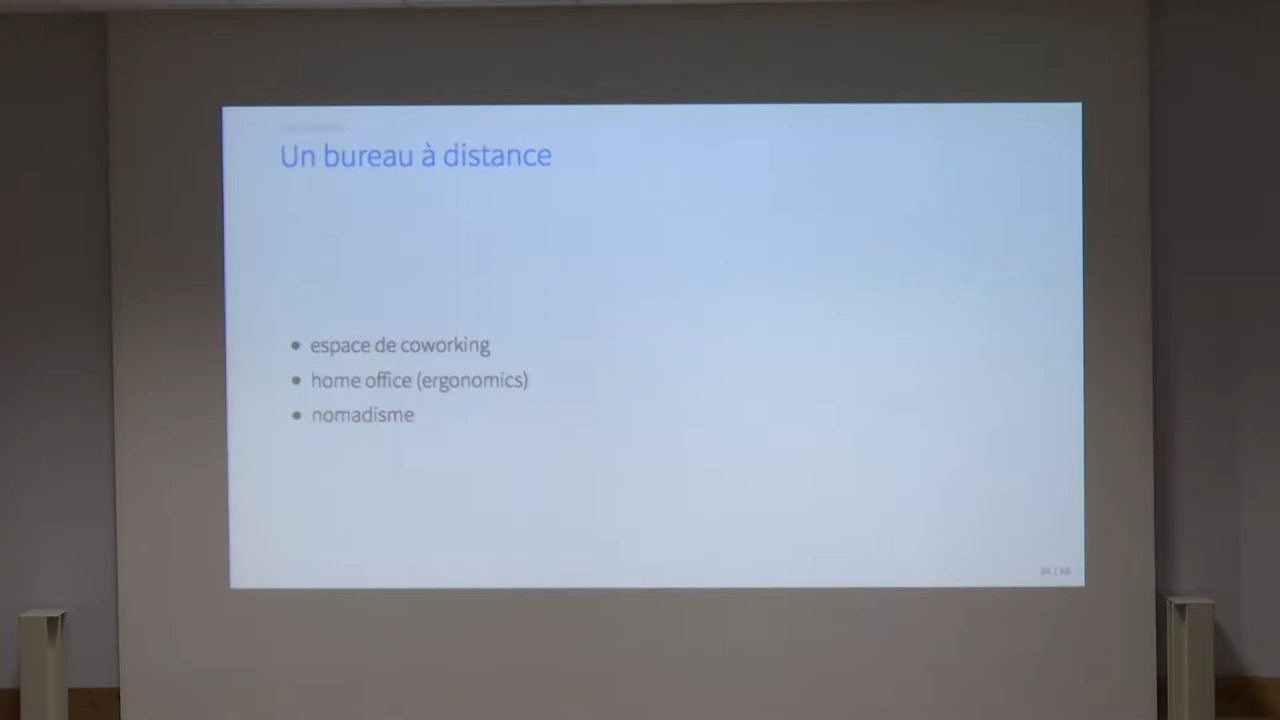 Un bureau à distance
• espace de coworking
• home office (ergonomics)
• nomadisme